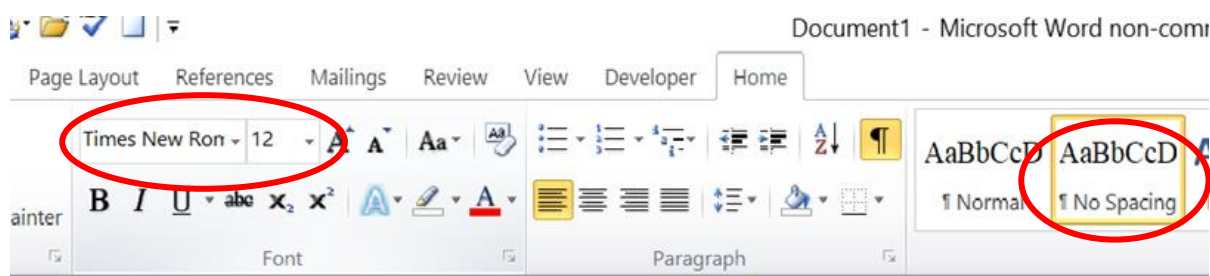 Document1 - Microsoft Word non-comm
Page Layout References Mailings Review View Developer Home
Times New Ron 12 A A Aa Aa
B I U abe X₂ X² A A A Z ¶
AaBbCcD AaBbCcD
ainter
¶ Normal ¶ No Spacing
Font Paragraph